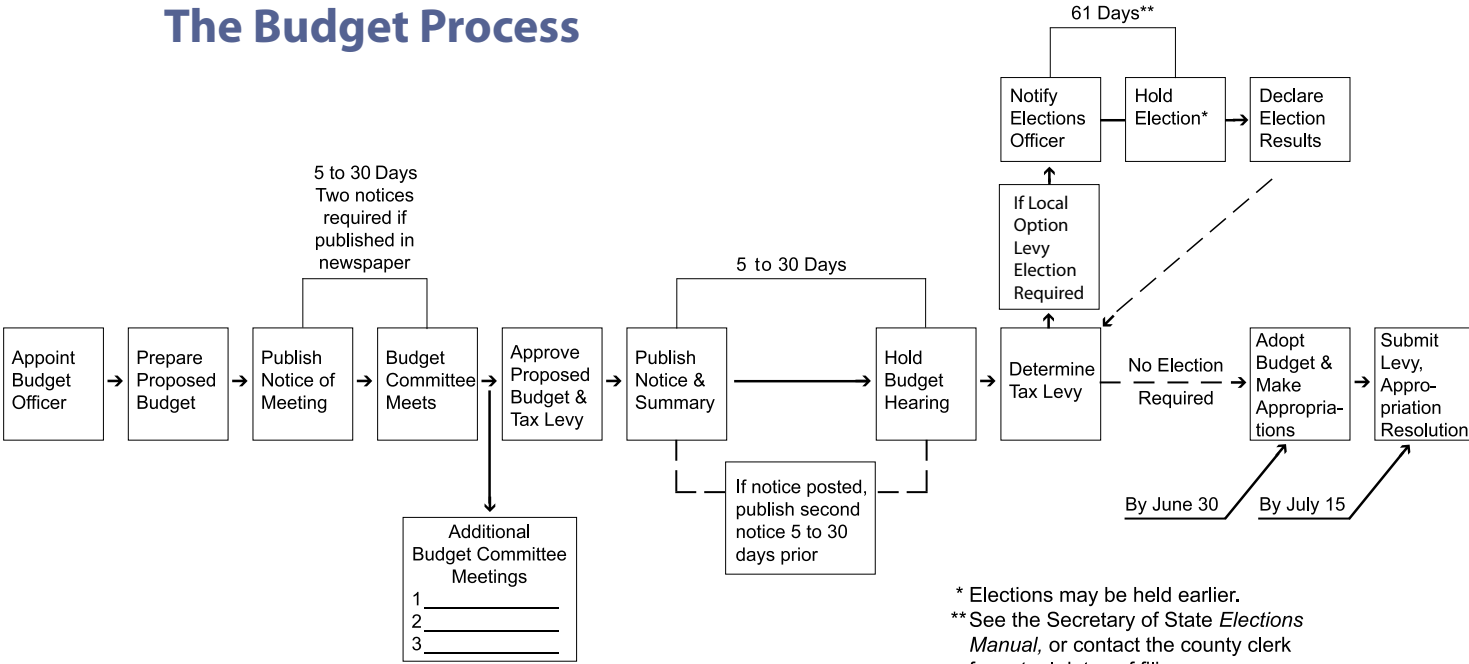 The Budget Process
61 Days**
Notify
Elections
Officer
Hold
Election*
Declare
Election
Results
5 to 30 Days
Two notices
required if
published in
newspaper
If Local
Option
Levy
Election
Required
5 to 30 Days
Appoint
Budget
Officer
Prepare
Proposed
Budget
Publish
Notice of
Meeting
Budget
Committee
Meets
Approve
Proposed
Budget &
Tax Levy
Publish
Notice &
Summary
Hold
Budget
Hearing
Determine
Tax Levy
No Election
Required
Adopt
Budget &
Make
Appropria-
tions
Submit
Levy,
Appro-
priation
Resolution
If notice posted,
publish second
notice 5 to 30
days prior
By June 30
By July 15
Additional
Budget Committee
Meetings
1
2
3
* Elections may be held earlier.
** See the Secretary of State Elections
Manual, or contact the county clerk